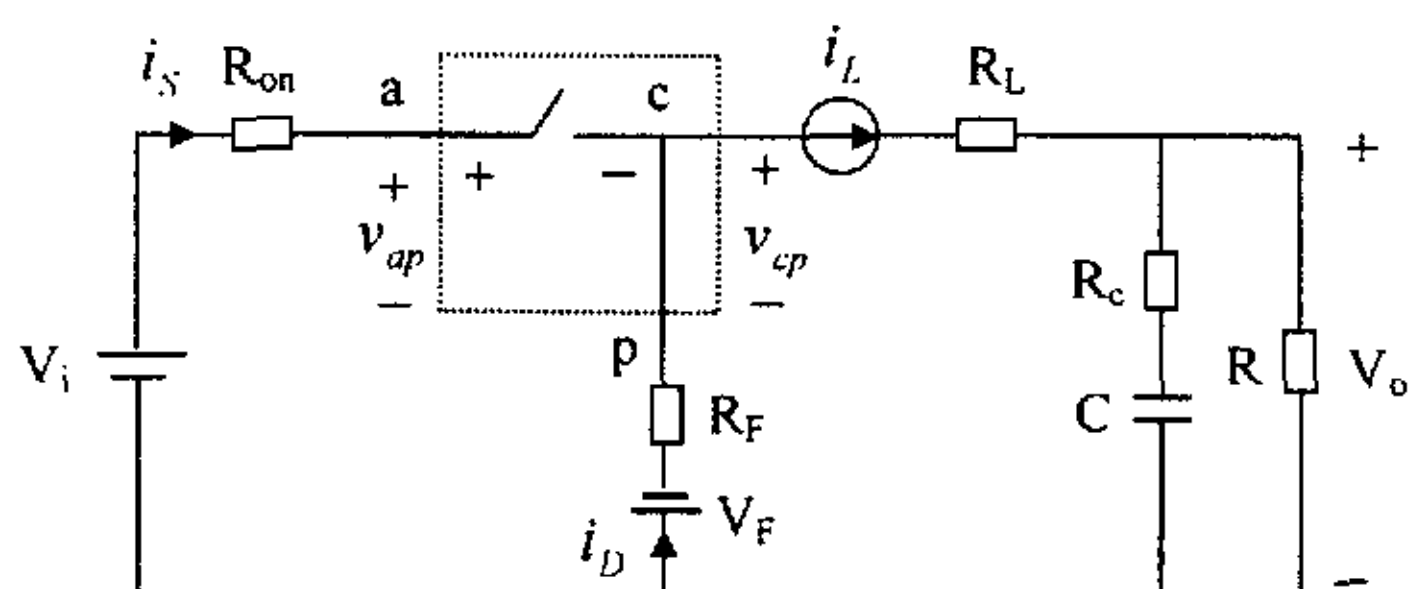 i_S R_on a c i_L R_L
+ + − + +
v_ap v_cp
− −
R_c
p
V_i R V_o
R_F C
V_F
i_D
−